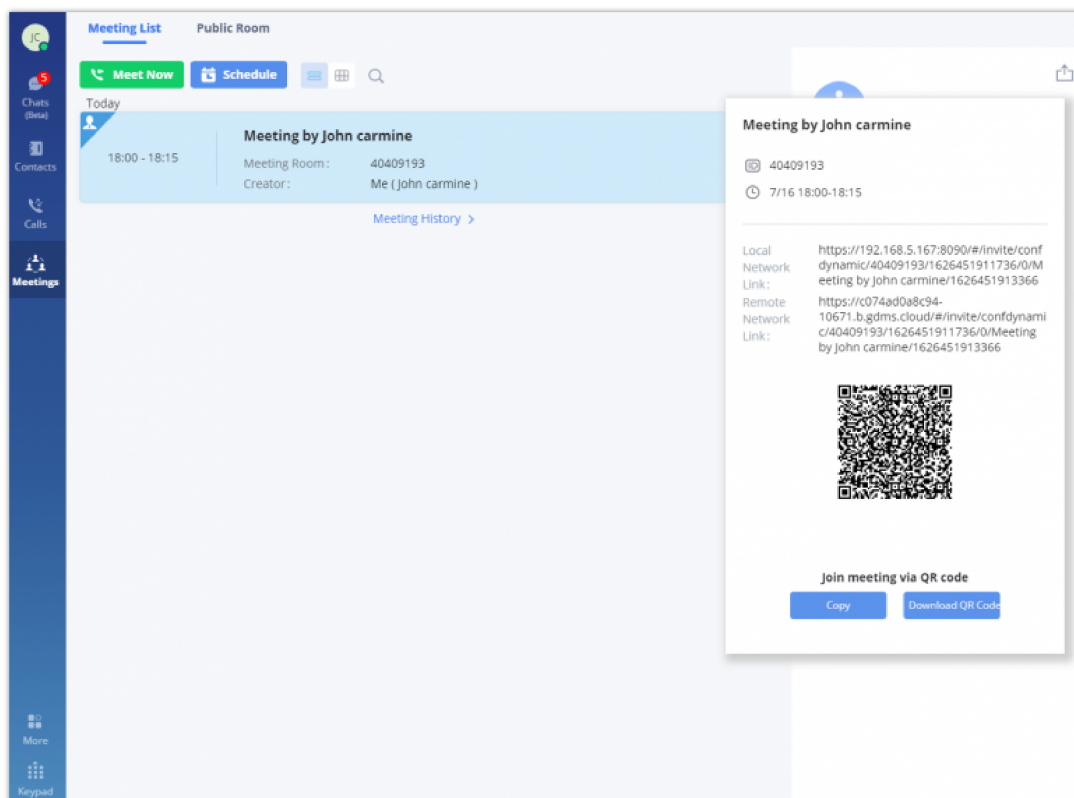 JC
5
Chats
(Beta)
Contacts
Calls
Meetings
More
Keypad
Meeting List
Public Room
Meet Now
Schedule
Today
18:00 - 18:15
Meeting by John carmine
Meeting Room: 40409193
Creator: Me ( John carmine )
Meeting History >
Meeting by John carmine
40409193
7/16 18:00-18:15
Local
Network
Link:
https://192.168.5.167:8090/#/invite/conf
dynamic/40409193/1626451911736/0/M
eeting by John carmine/1626451913366
Remote
Network
Link:
https://c074ad0a8c94-
10671.b.gdms.cloud/#/invite/confdynami
c/40409193/1626451911736/0/Meeting
by John carmine/1626451913366
Join meeting via QR code
Copy
Download QR Code